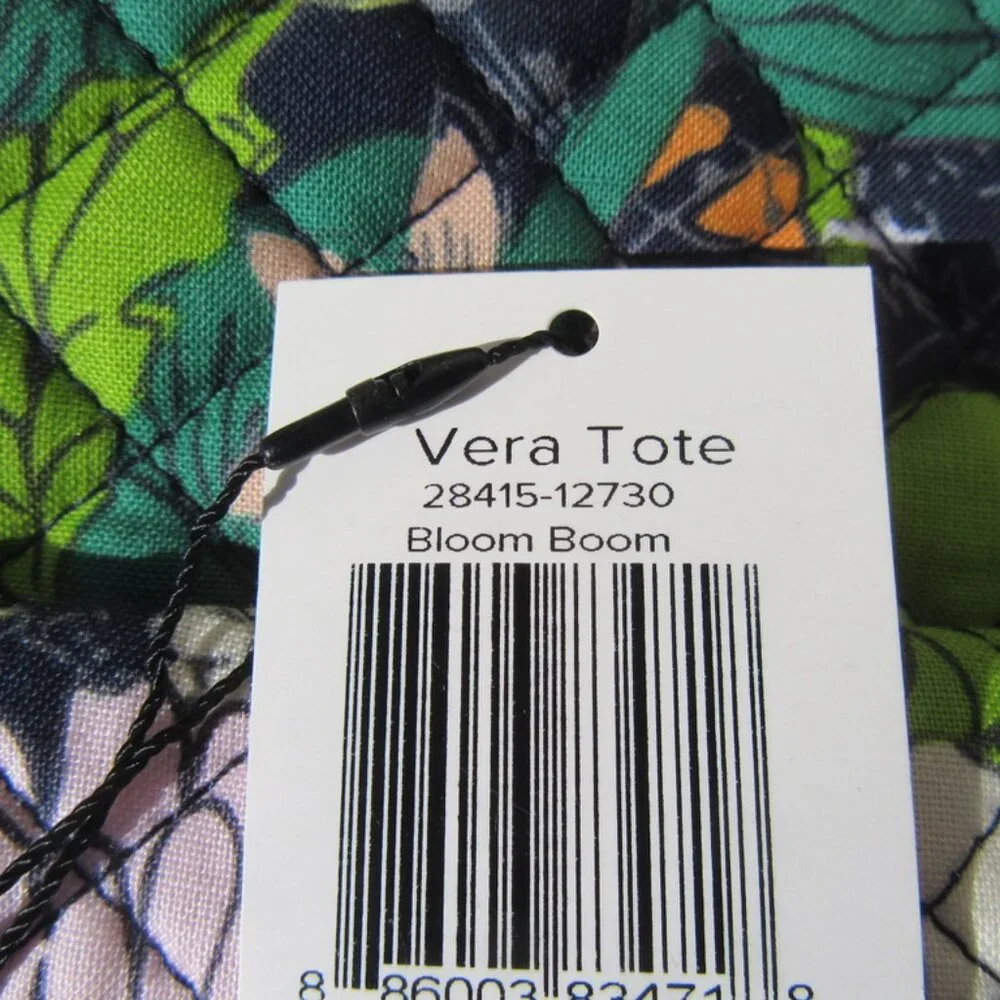 Vera Tote
28415-12730
Bloom Boom
8 86003 83471 8